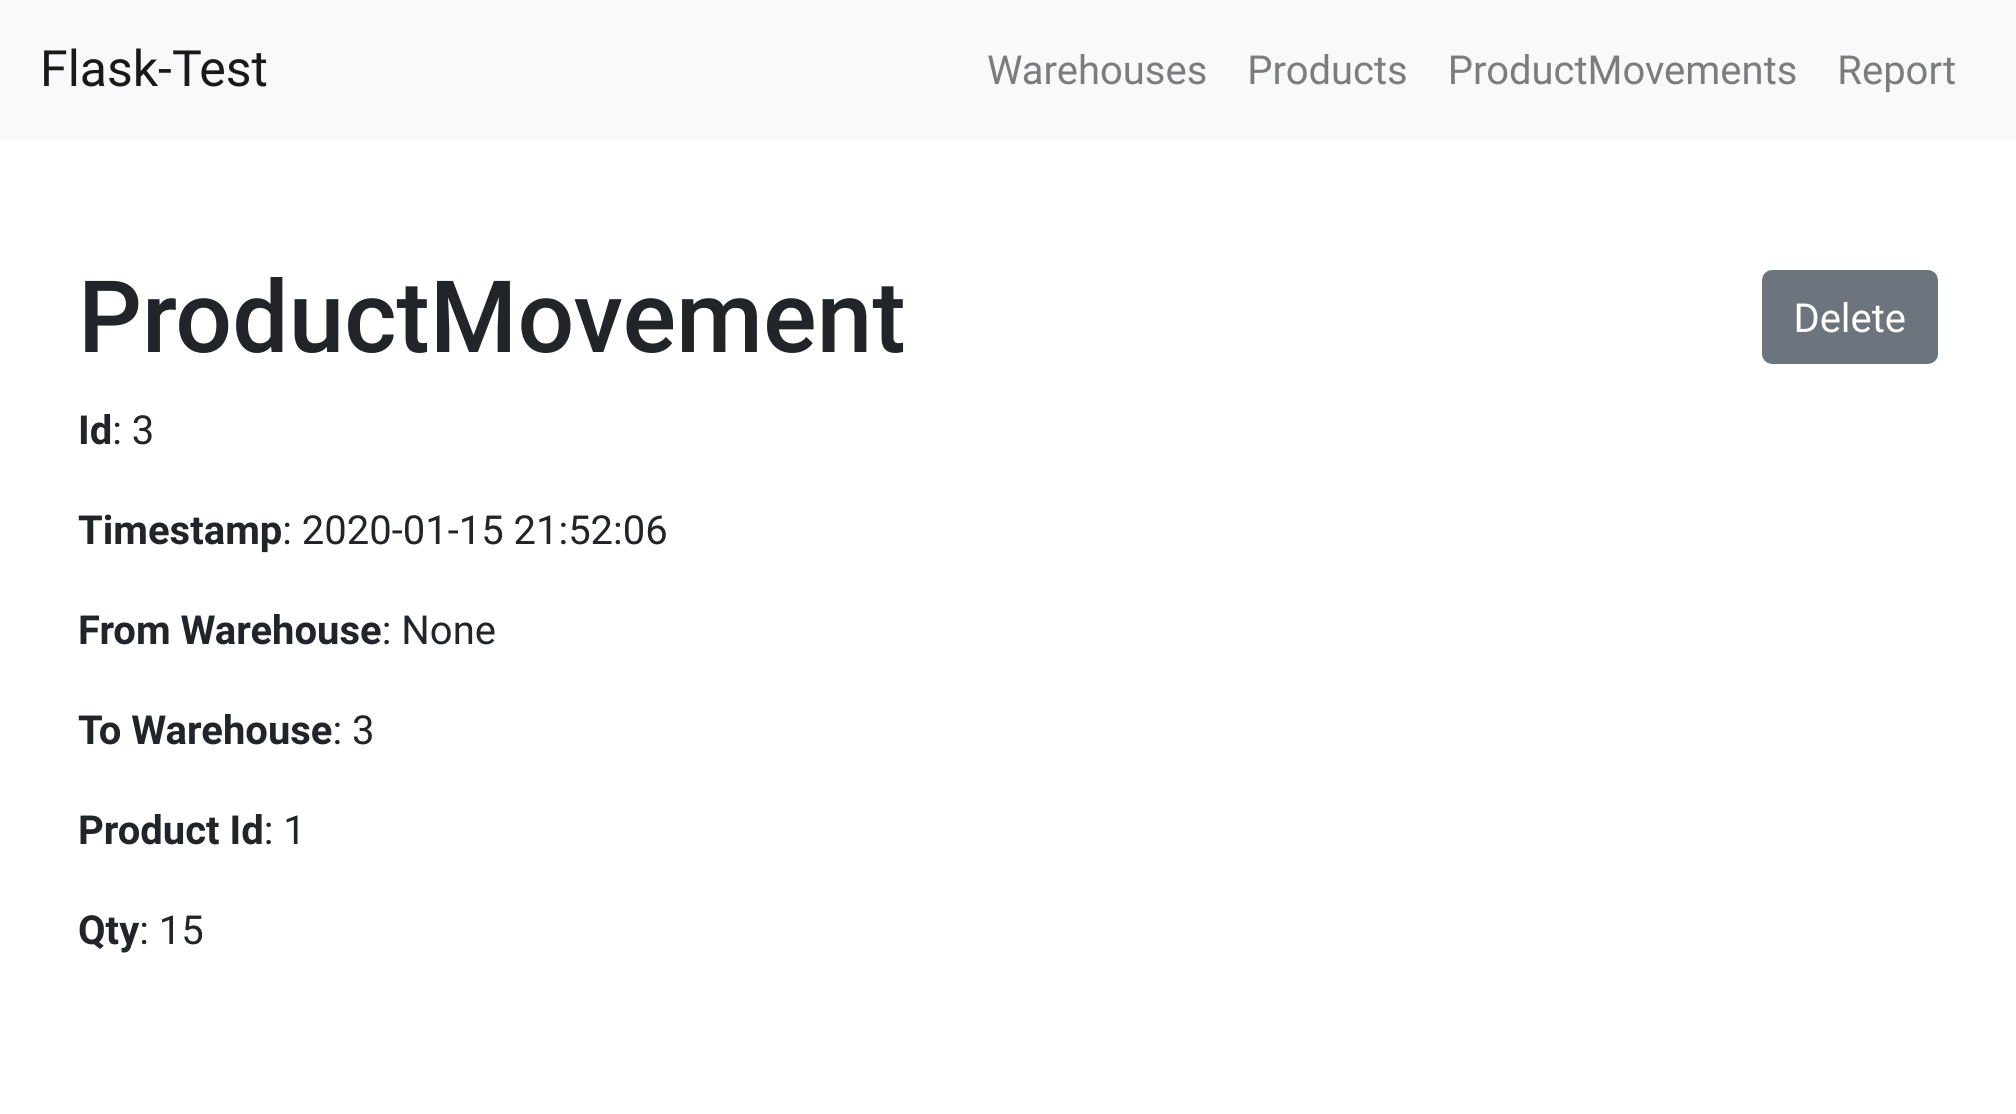 Flask-Test Warehouses Products ProductMovements Report
ProductMovement Delete
Id: 3
Timestamp: 2020-01-15 21:52:06
From Warehouse: None
To Warehouse: 3
Product Id: 1
Qty: 15